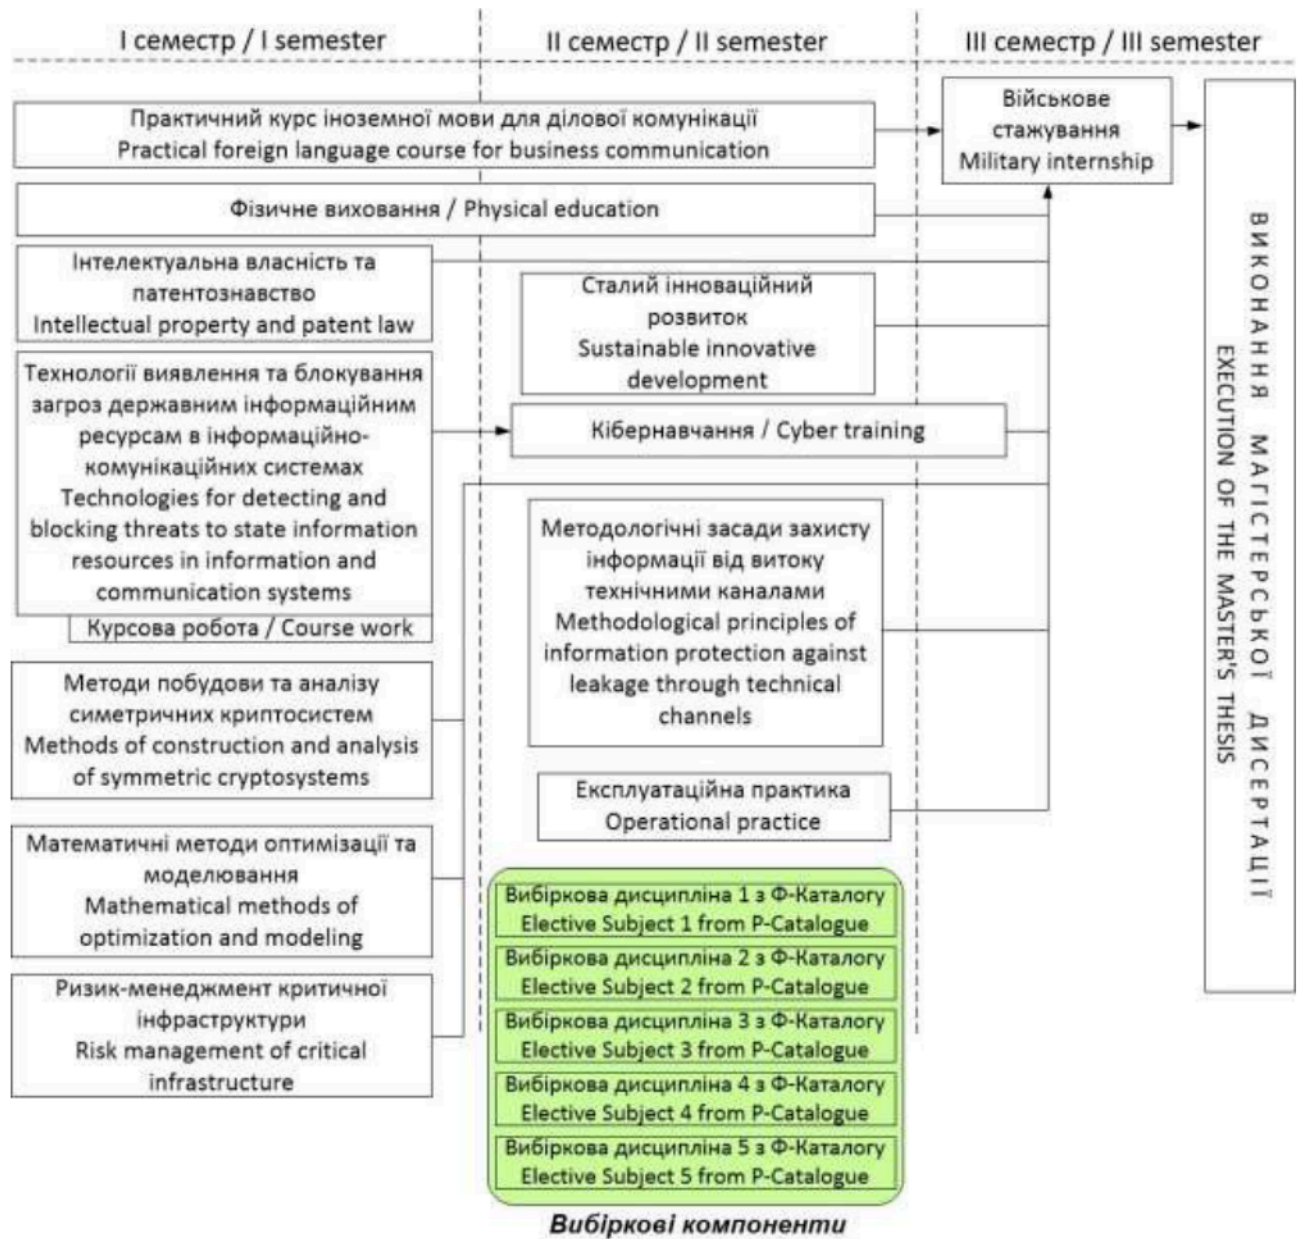 I семестр / I semester
II семестр / II semester
III семестр / III semester
Практичний курс іноземної мови для ділової комунікації
Practical foreign language course for business communication
Військове
стажування
Military internship
Фізичне виховання / Physical education
Інтелектуальна власність та
патентознавство
Intellectual property and patent law
Сталий інноваційний
розвиток
Sustainable innovative
development
Технології виявлення та блокування
загроз державним інформаційним
ресурсам в інформаційно-
комунікаційних системах
Technologies for detecting and
blocking threats to state information
resources in information and
communication systems
Курсова робота / Course work
Кібернавчання / Cyber training
Методологічні засади захисту
інформації від витоку
технічними каналами
Methodological principles of
information protection against
leakage through technical
channels
Методи побудови та аналізу
симетричних криптосистем
Methods of construction and analysis
of symmetric cryptosystems
Експлуатаційна практика
Operational practice
Математичні методи оптимізації та
моделювання
Mathematical methods of
optimization and modeling
Ризик-менеджмент критичної
інфраструктури
Risk management of critical
infrastructure
Вибіркова дисципліна 1 з Ф-Каталогу
Elective Subject 1 from P-Catalogue
Вибіркова дисципліна 2 з Ф-Каталогу
Elective Subject 2 from P-Catalogue
Вибіркова дисципліна 3 з Ф-Каталогу
Elective Subject 3 from P-Catalogue
Вибіркова дисципліна 4 з Ф-Каталогу
Elective Subject 4 from P-Catalogue
Вибіркова дисципліна 5 з Ф-Каталогу
Elective Subject 5 from P-Catalogue
Вибіркові компоненти
ВИКОНАННЯ МАГІСТЕРСЬКОЇ ДИСЕРТАЦІЇ
EXECUTION OF THE MASTER'S THESIS